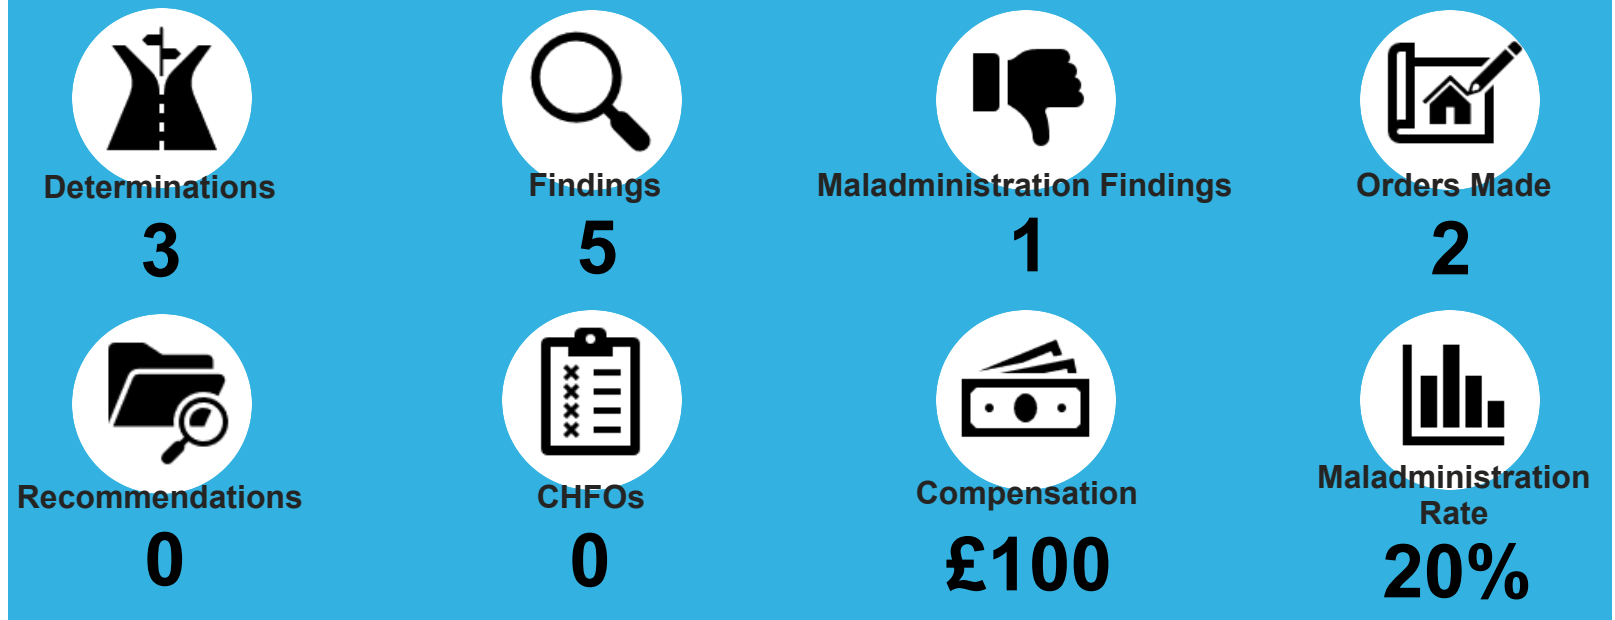 Determinations
3
Findings
5
Maladministration Findings
1
Orders Made
2
Recommendations
0
CHFOs
0
Compensation
£100
Maladministration
Rate
20%